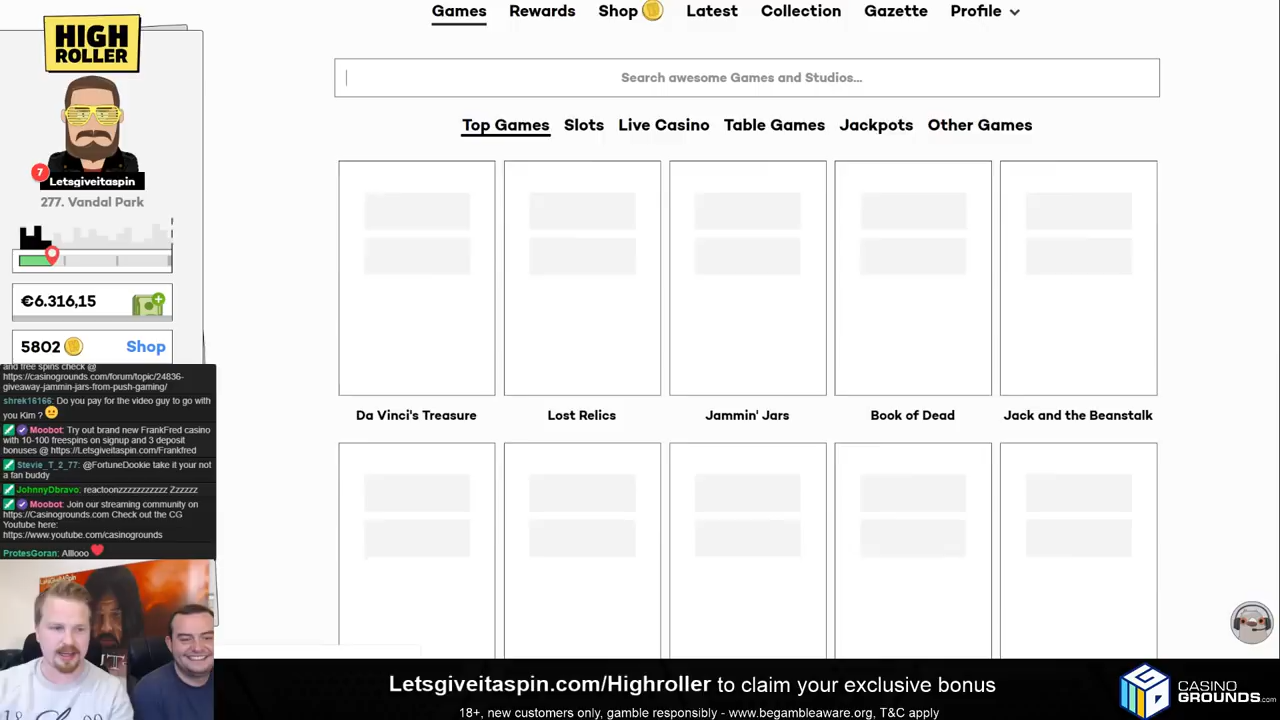 Games Rewards Shop Latest Collection Gazette Profile
HIGH
ROLLER
Search awesome Games and Studios...
Top Games Slots Live Casino Table Games Jackpots Other Games
7
Letsgiveitaspin
277. Vandal Park
€6.316,15
5802 Shop
and free spins check @
https://casinogrounds.com/forum/topic/24836-
giveaway-jammin-jars-from-push-gaming/
shrek16166: Do you pay for the video guy to go with
you Kim ?
Moobot: Try out brand new FrankFred casino
with 10-100 freespins on signup and 3 deposit
bonuses @ https://Letsgiveitaspin.com/Frankfred
Stevie_T_2_77: @FortuneDookie take it your not
a fan buddy
JohnnyDbravo: reactoonzzzzzzzzzzz Zzzzzz
Moobot: Join our streaming community on
https://Casinogrounds.com Check out the CG
Youtube here:
https://www.youtube.com/casinogrounds
ProtesGoran: Alllooo
Da Vinci's Treasure Lost Relics Jammin' Jars Book of Dead Jack and the Beanstalk
Letsgiveitaspin.com/Highroller to claim your exclusive bonus
18+, new customers only, gamble responsibly - www.begambleaware.org, T&C apply
CASINO
GROUNDS.COM